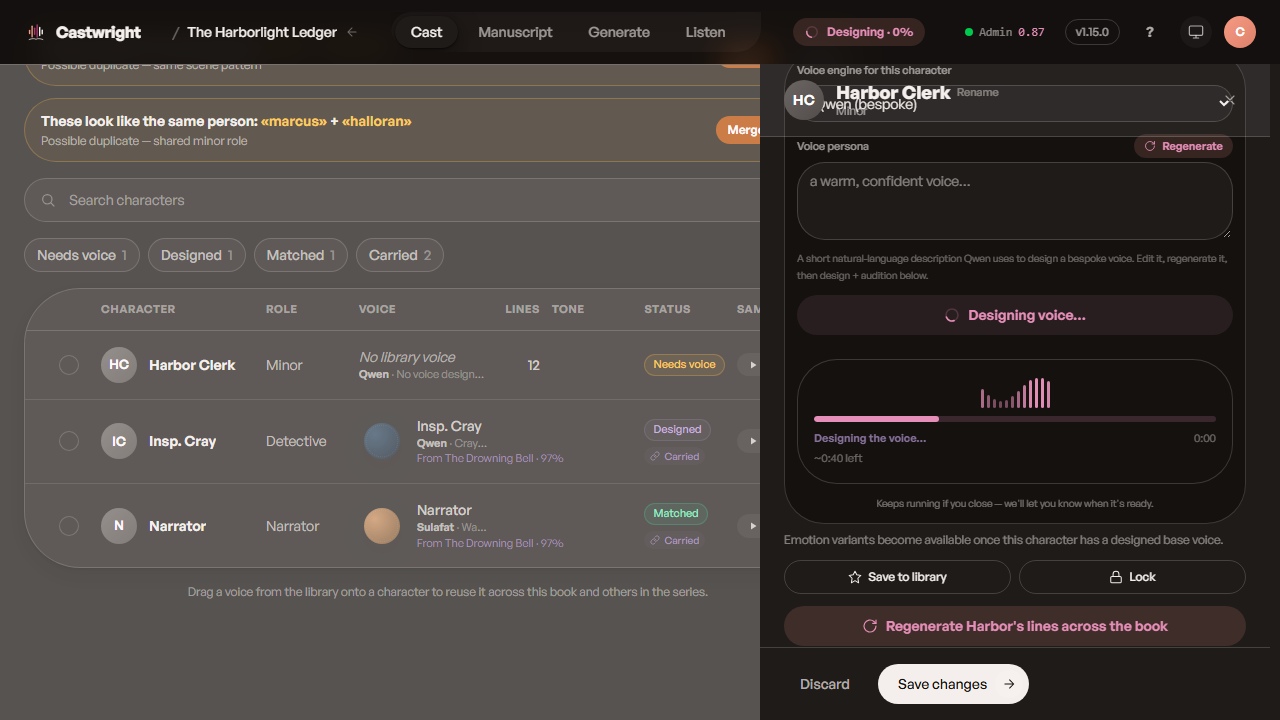 Castwright
/ The Harborlight Ledger ←
Cast
Manuscript
Generate
Listen
Designing · 0%
Admin 0.87
v1.15.0
?
C
Possible duplicate — same scene pattern
These look like the same person: «marcus» + «halloran»
Possible duplicate — shared minor role
Merge
Search characters
Needs voice 1
Designed 1
Matched 1
Carried 2
CHARACTER ROLE VOICE LINES TONE STATUS
HC Harbor Clerk Minor
No library voice
Qwen · No voice design...
12
Needs voice
IC Insp. Cray Detective
Insp. Cray
Qwen · Cray...
From The Drowning Bell · 97%
Designed
Carried
N Narrator Narrator
Narrator
Sulafat · Wa...
From The Drowning Bell · 97%
Matched
Carried
Drag a voice from the library onto a character to reuse it across this book and others in the series.
Voice engine for this character
HC
Harbor Clerk Rename
Minor
(bespoke)
Voice persona
Regenerate
a warm, confident voice...
A short natural-language description Qwen uses to design a bespoke voice. Edit it, regenerate it,
then design + audition below.
Designing voice...
Designing the voice... 0:00
~0:40 left
Keeps running if you close — we'll let you know when it's ready.
Emotion variants become available once this character has a designed base voice.
Save to library
Lock
Regenerate Harbor's lines across the book
Discard
Save changes →